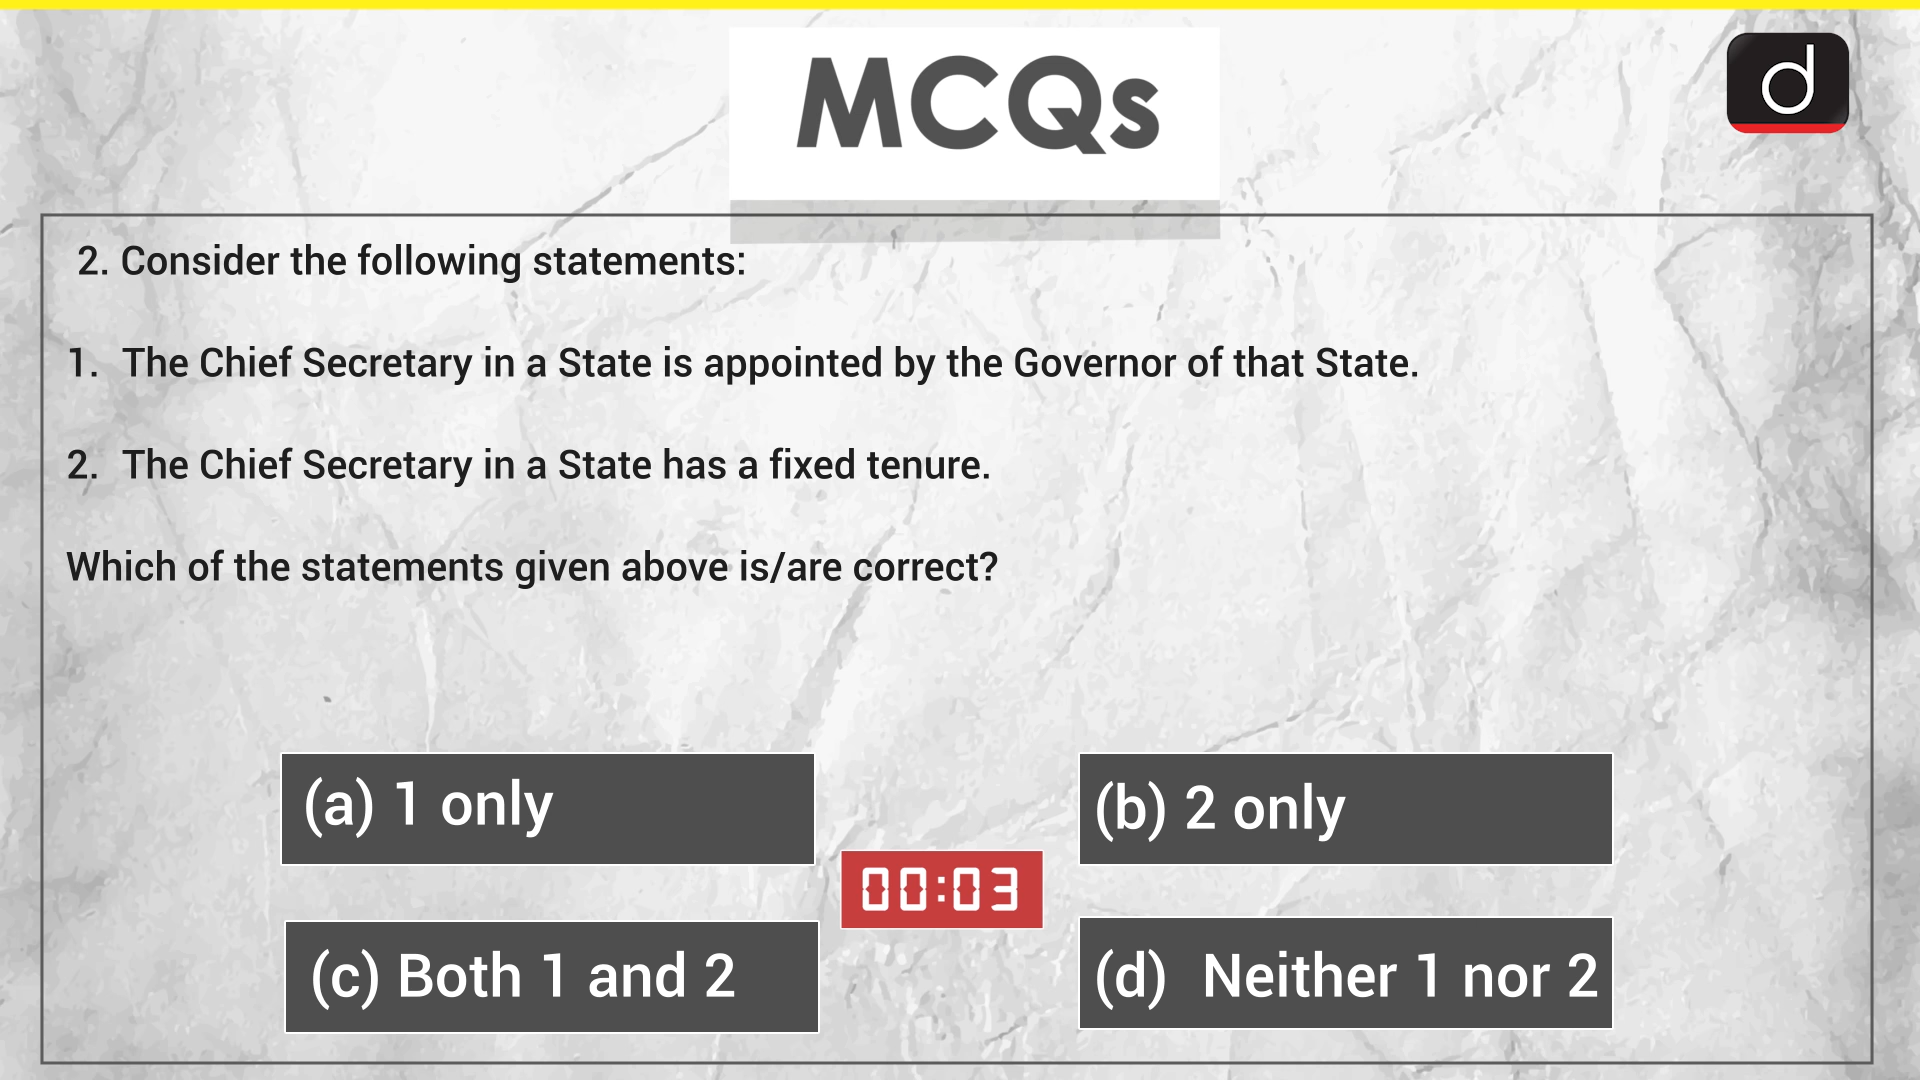 MCQs
d
2. Consider the following statements:
1. The Chief Secretary in a State is appointed by the Governor of that State.
2. The Chief Secretary in a State has a fixed tenure.
Which of the statements given above is/are correct?
(a) 1 only
(b) 2 only
00:03
(c) Both 1 and 2
(d) Neither 1 nor 2